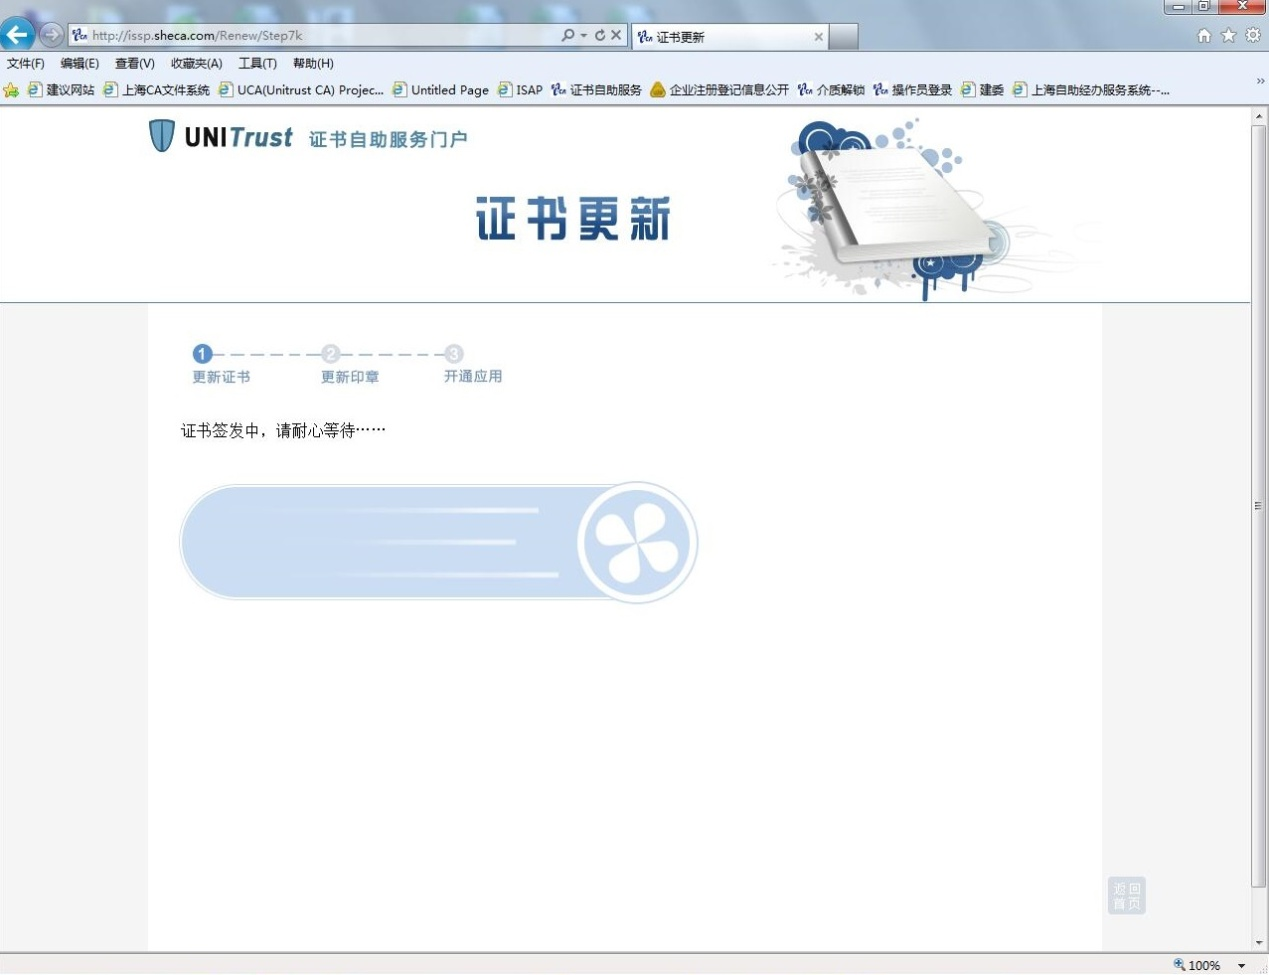 http://issp.sheca.com/Renew/Step7k
证书更新
文件(F) 编辑(E) 查看(V) 收藏夹(A) 工具(T) 帮助(H)
建议网站 上海CA文件系统 UCA(Unitrust CA) Projec... Untitled Page ISAP 证书自助服务 企业注册登记信息公开 介质解锁 操作员登录 建委 上海自助经办服务系统--...
UNITrust 证书自助服务门户
证书更新
1 2 3
更新证书 更新印章 开通应用
证书签发中，请耐心等待……
返回
首页
100%